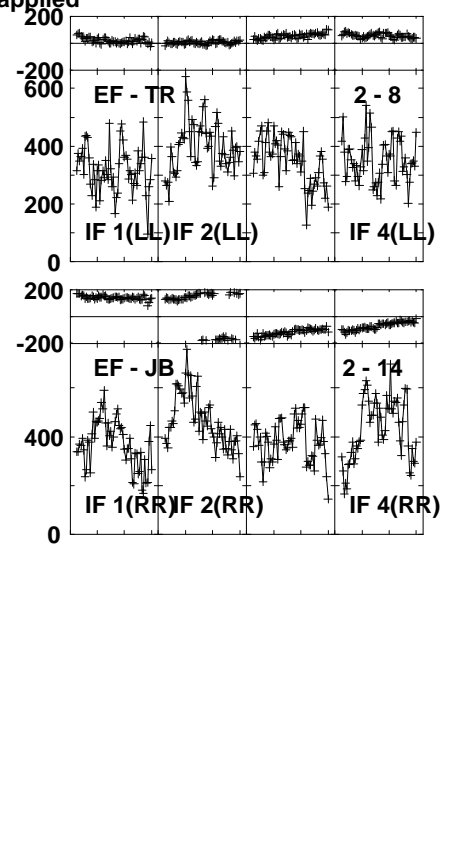 applied
200
-200
600
EF - TR 2 - 8
400
200
IF 1(LL) IF 2(LL) IF 4(LL)
0
200
-200
EF - JB 2 - 14
400
IF 1(RR) IF 2(RR) IF 4(RR)
0